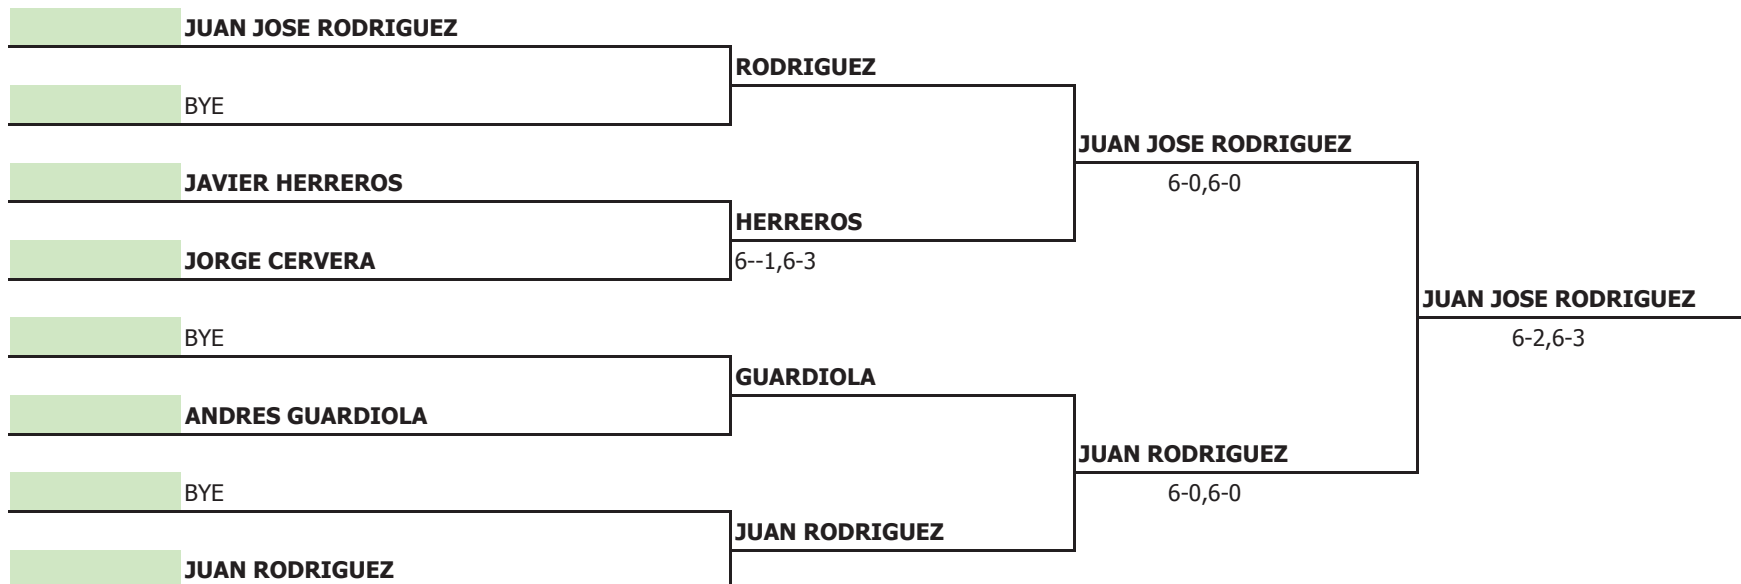 JUAN JOSE RODRIGUEZ
RODRIGUEZ
BYE
JUAN JOSE RODRIGUEZ
JAVIER HERREROS
6-0,6-0
HERREROS
JORGE CERVERA
6--1,6-3
JUAN JOSE RODRIGUEZ
BYE
6-2,6-3
GUARDIOLA
ANDRES GUARDIOLA
JUAN RODRIGUEZ
BYE
6-0,6-0
JUAN RODRIGUEZ
JUAN RODRIGUEZ